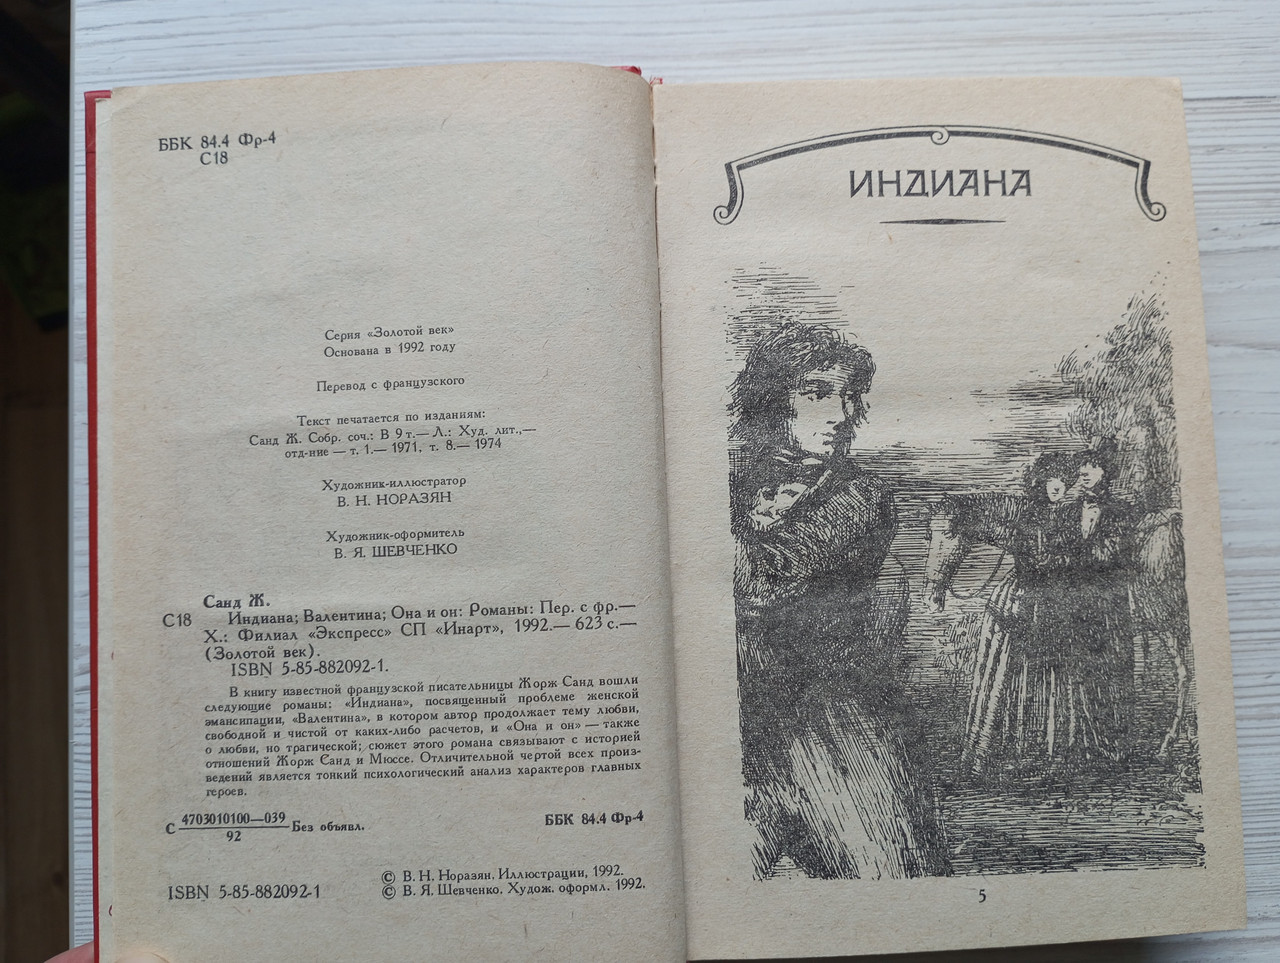 ББК 84.4 Фр-4
С18
Серия «Золотой век»
Основана в 1992 году
Перевод с французского
Текст печатается по изданиям:
Санд Ж. Собр. соч.: В 9 т.— Л.: Худ. лит.,—
отд-ние — т. 1.— 1971, т. 8.— 1974
Художник-иллюстратор
В. Н. НОРАЗЯН
Художник-оформитель
В. Я. ШЕВЧЕНКО
Санд Ж.
С18 Индиана; Валентина; Она и он: Романы: Пер. с фр.—
Х.: Филиал «Экспресс» СП «Инарт», 1992.— 623 с.—
(Золотой век).
ISBN 5-85-882092-1.
В книгу известной французской писательницы Жорж Санд вошли
следующие романы: «Индиана», посвященный проблеме женской
эмансипации, «Валентина», в котором автор продолжает тему любви,
свободной и чистой от каких-либо расчетов, и «Она и он» — также
о любви, но трагической; сюжет этого романа связывают с историей
отношений Жорж Санд и Мюссе. Отличительной чертой всех произ-
ведений является тонкий психологический анализ характеров главных
героев.
С 4703010100—039
92
Без объявл.
ББК 84.4 Фр-4
ISBN 5-85-882092-1
© В. Н. Норазян. Иллюстрации, 1992.
© В. Я. Шевченко. Худож. оформл. 1992.
ИНДИАНА
5